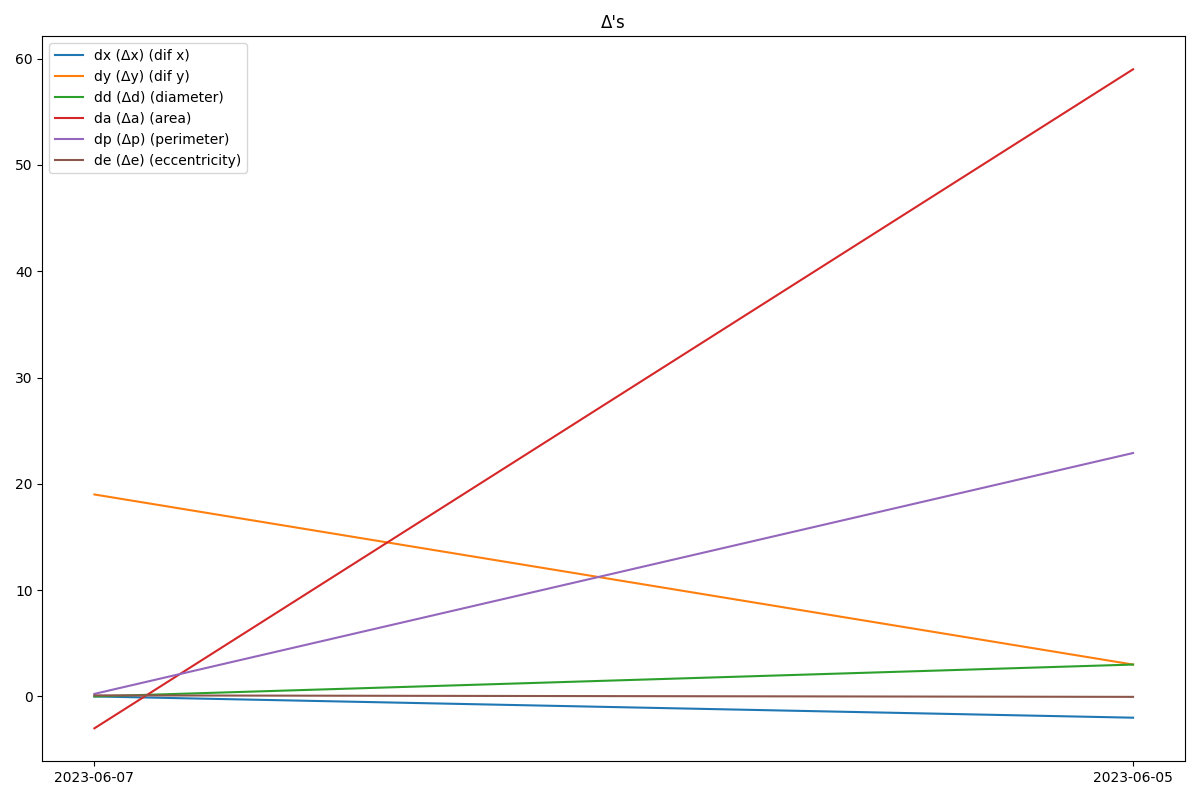 Δ's
dx (Δx) (dif x)
dy (Δy) (dif y)
dd (Δd) (diameter)
da (Δa) (area)
dp (Δp) (perimeter)
de (Δe) (eccentricity)
60
50
40
30
20
10
0
2023-06-07
2023-06-05